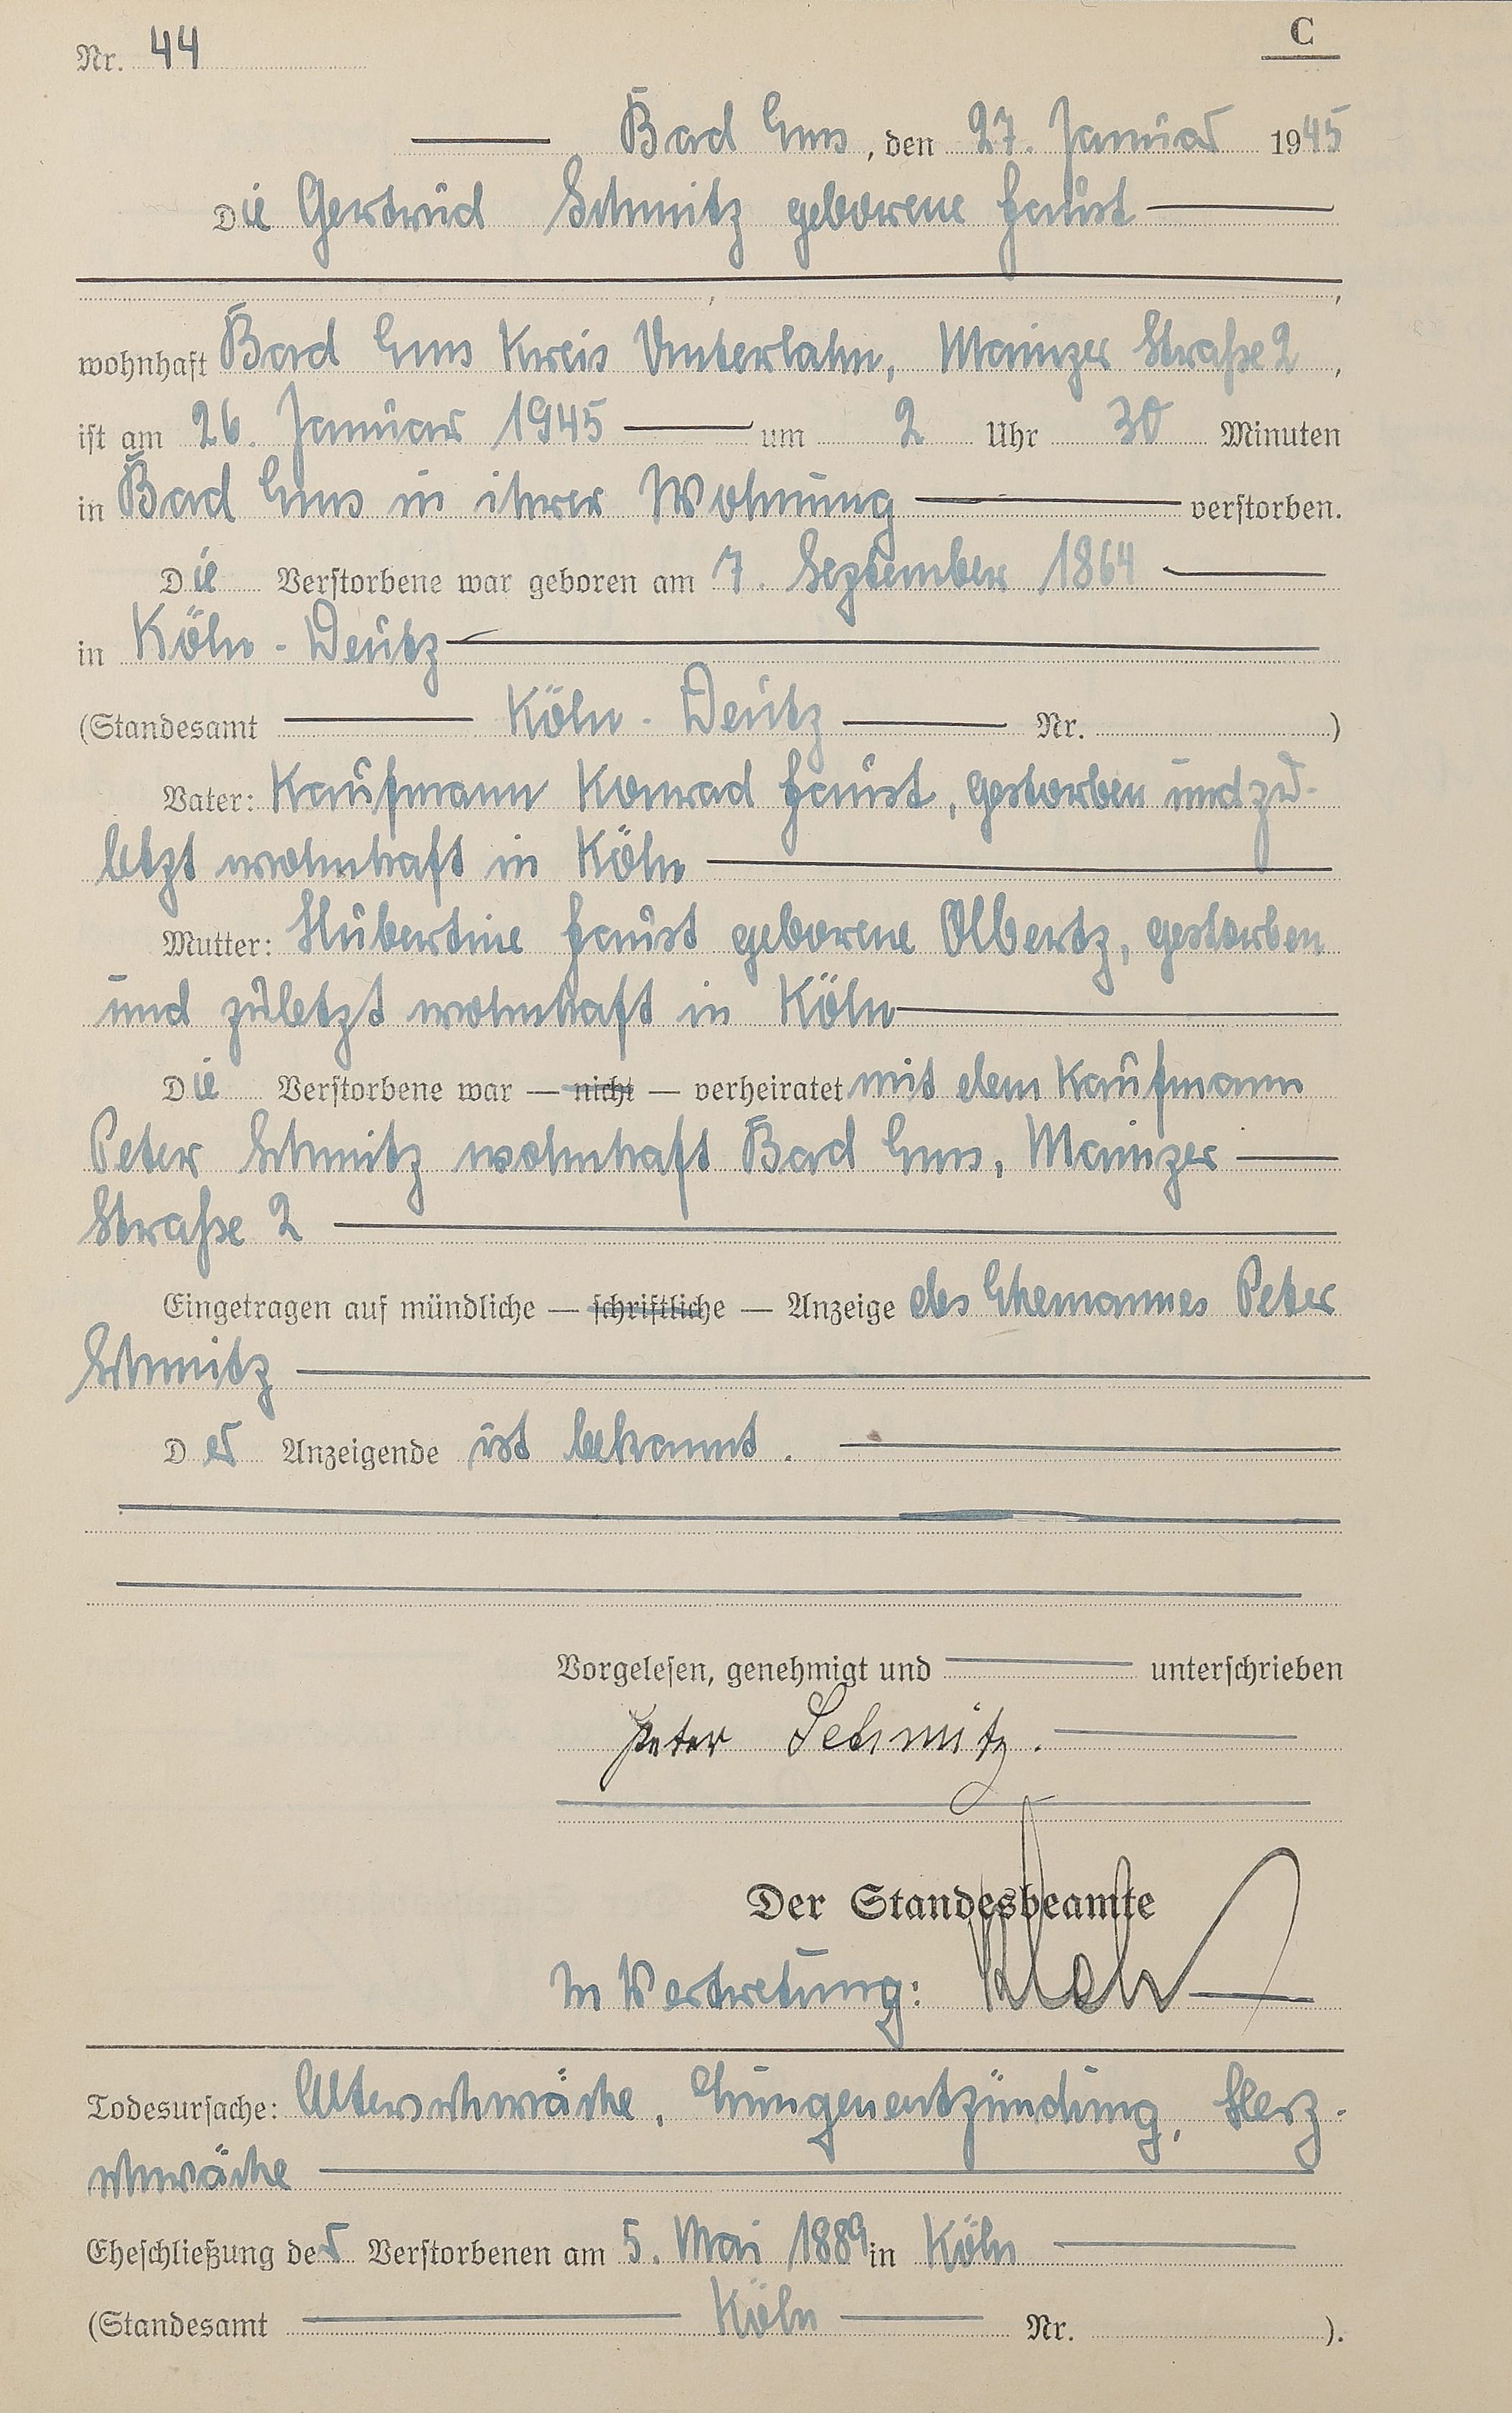 Nr. 44
C
Bad Ems, den 27. Januar 1945
Die Gertrud Schmitz geborene Faust
wohnhaft Bad Ems Kreis Unterlahn, Mainzer Straße 2,
ist am 26. Januar 1945 um 2 Uhr 30 Minuten
in Bad Ems in ihrer Wohnung verstorben.
Die Verstorbene war geboren am 7. September 1864
in Köln-Deutz
(Standesamt Köln-Deutz Nr. )
Vater: Kaufmann Konrad Faust, gestorben und zu-
letzt wohnhaft in Köln
Mutter: Hubertine Faust geborene Olbertz, gestorben
und zuletzt wohnhaft in Köln
Die Verstorbene war — nicht — verheiratet mit dem Kaufmann
Peter Schmitz wohnhaft Bad Ems, Mainzer
Straße 2
Eingetragen auf mündliche — schriftliche — Anzeige des Ehemannes Peter
Schmitz
Der Anzeigende ist bekannt.
Vorgelesen, genehmigt und unterschrieben
Peter Schmitz.
Der Standesbeamte
In Vertretung:
Todesursache: Altersschwäche, Lungenentzündung, Herz-
schwäche
Eheschließung der Verstorbenen am 5. Mai 1889 in Köln
(Standesamt Köln Nr. ).